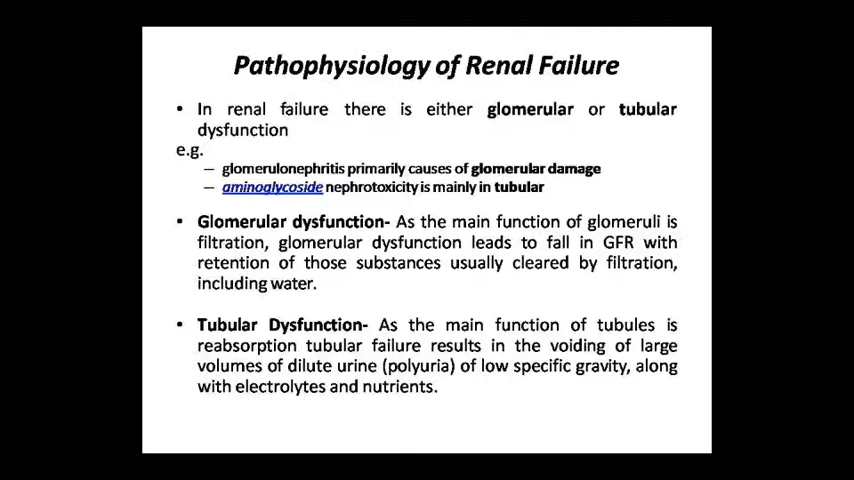 Pathophysiology of Renal Failure
• In renal failure there is either glomerular or tubular
dysfunction
e.g.
– glomerulonephritis primarily causes of glomerular damage
– aminoglycoside nephrotoxicity is mainly in tubular
• Glomerular dysfunction- As the main function of glomeruli is
filtration, glomerular dysfunction leads to fall in GFR with
retention of those substances usually cleared by filtration,
including water.
• Tubular Dysfunction- As the main function of tubules is
reabsorption tubular failure results in the voiding of large
volumes of dilute urine (polyuria) of low specific gravity, along
with electrolytes and nutrients.